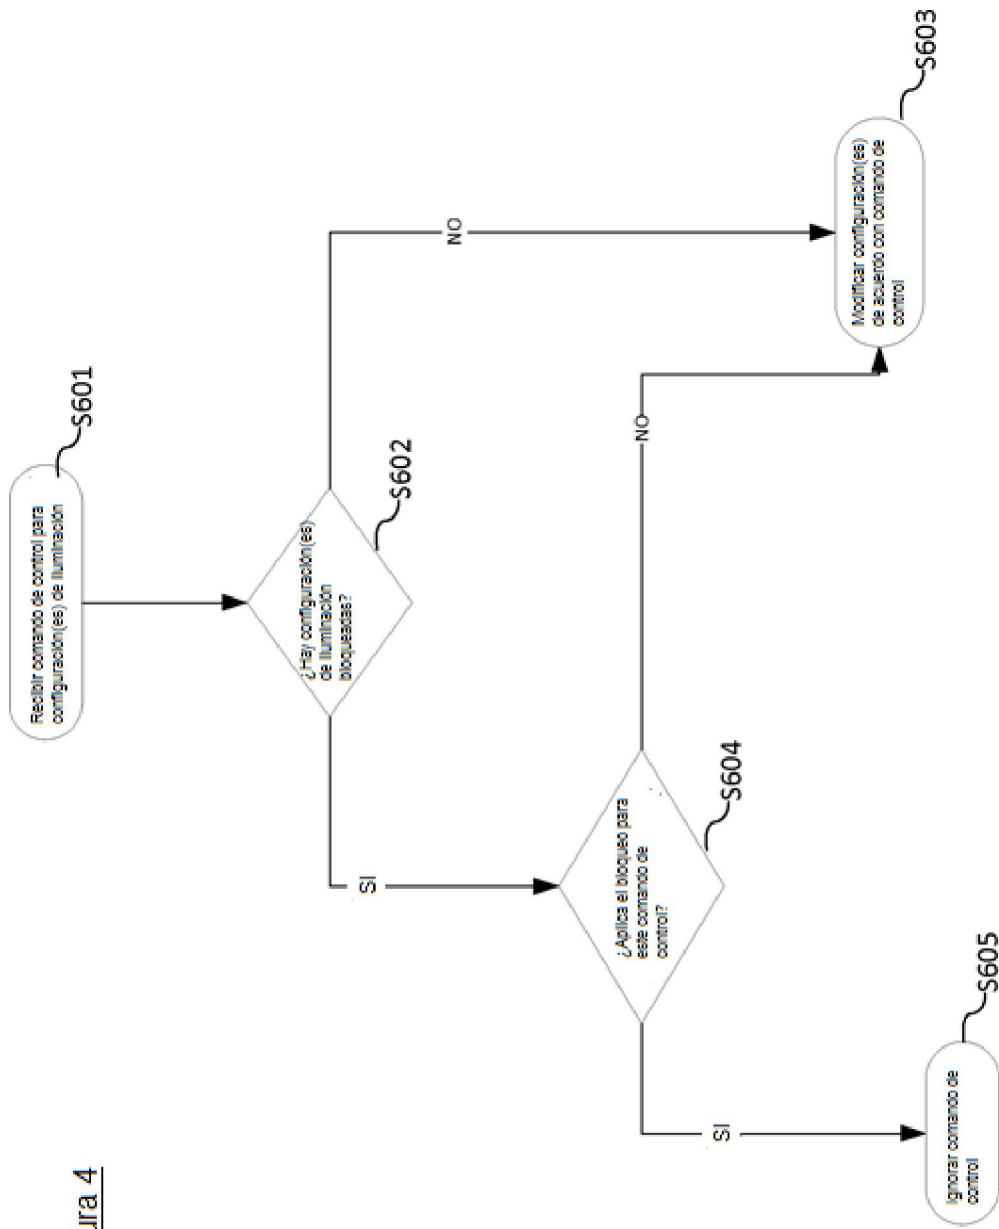 Recibir comando de control para
configuración(es) de iluminación
S601
¿Hay configuración(es)
de iluminación
bloqueadas?
S602
SI
NO
¿Aplica el bloqueo para
este comando de
control?
S604
SI
NO
Modificar configuración(es)
de acuerdo con comando de
control
S603
Ignorar comando de
control
S605
ura 4